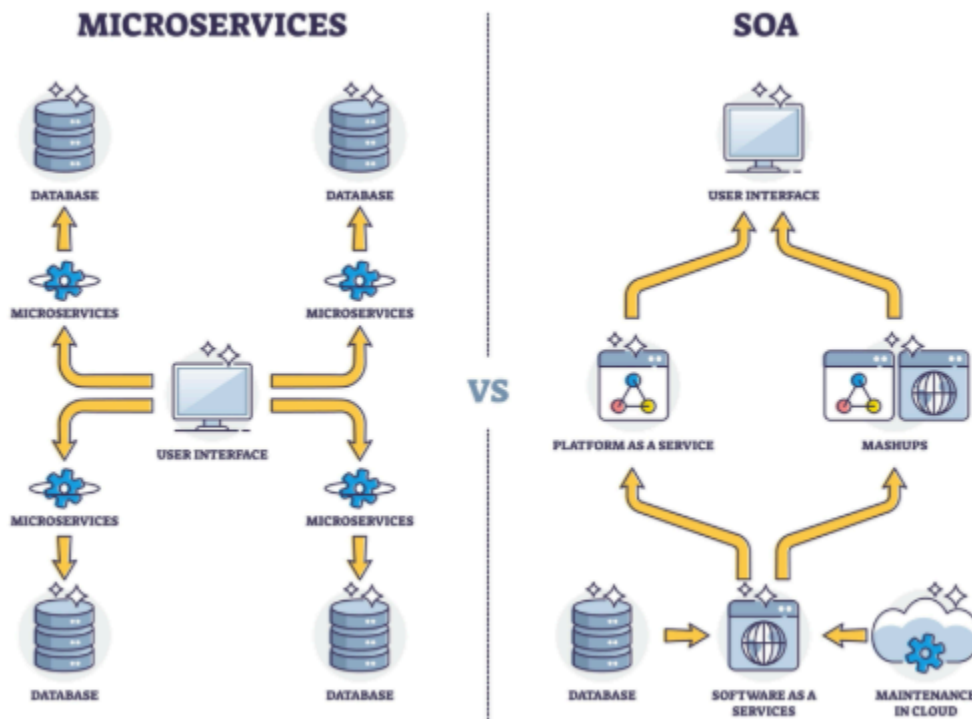 MICROSERVICES
DATABASE
DATABASE
MICROSERVICES
MICROSERVICES
USER INTERFACE
MICROSERVICES
MICROSERVICES
DATABASE
DATABASE
VS
SOA
USER INTERFACE
PLATFORM AS A SERVICE
MASHUPS
DATABASE
SOFTWARE AS A
SERVICES
MAINTENANCE
IN CLOUD